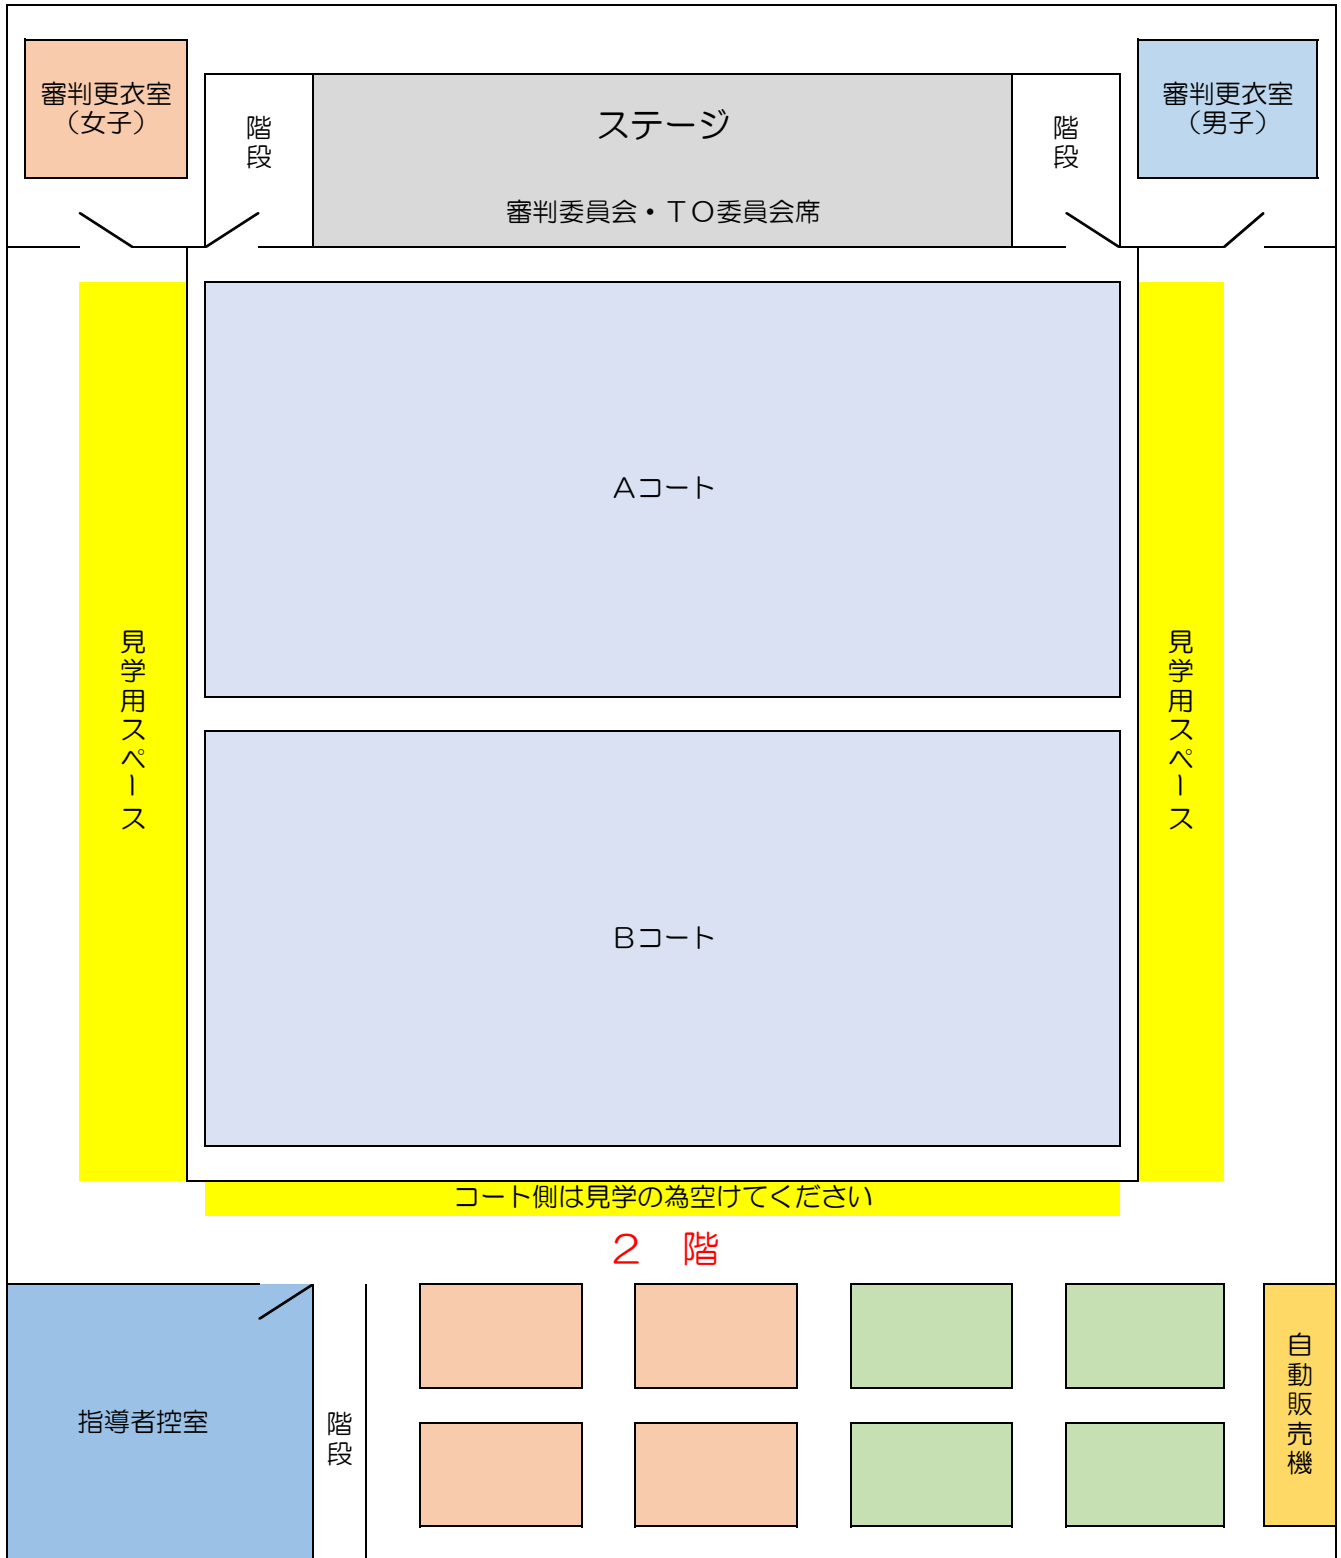 審判更衣室
（女子）
階段
ステージ
審判委員会・ＴＯ委員会席
階段
審判更衣室
（男子）
Ａコート
見学用スペース
見学用スペース
Ｂコート
コート側は見学の為空けてください
２　階
指導者控室
階段
自動販売機